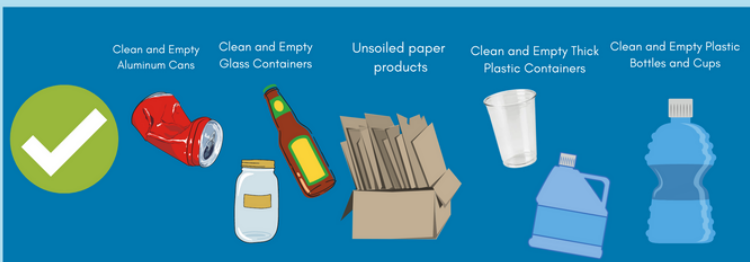 Clean and Empty
Aluminum Cans
Clean and Empty
Glass Containers
Unsoiled paper
products
Clean and Empty Thick
Plastic Containers
Clean and Empty Plastic
Bottles and Cups